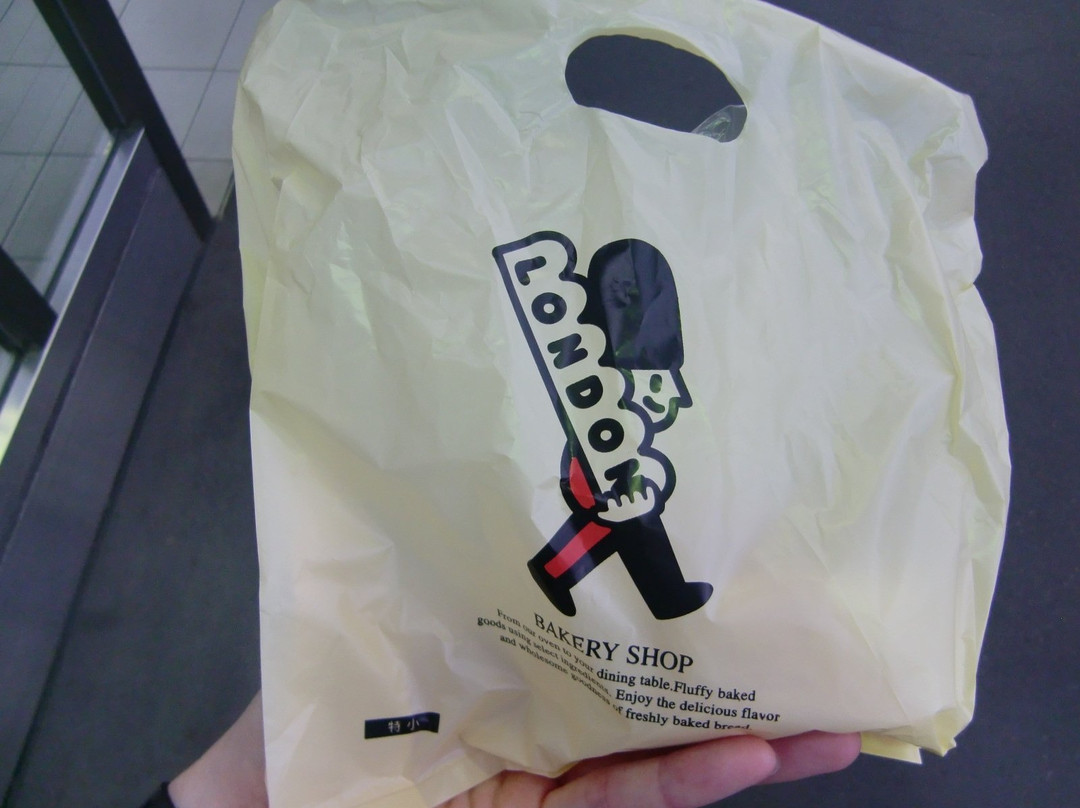 LONDON
BAKERY SHOP
From our oven to your dining table.Fluffy baked
goods using select ingredients. Enjoy the delicious flavor
and wholesome goodness of freshly baked bread.
特小